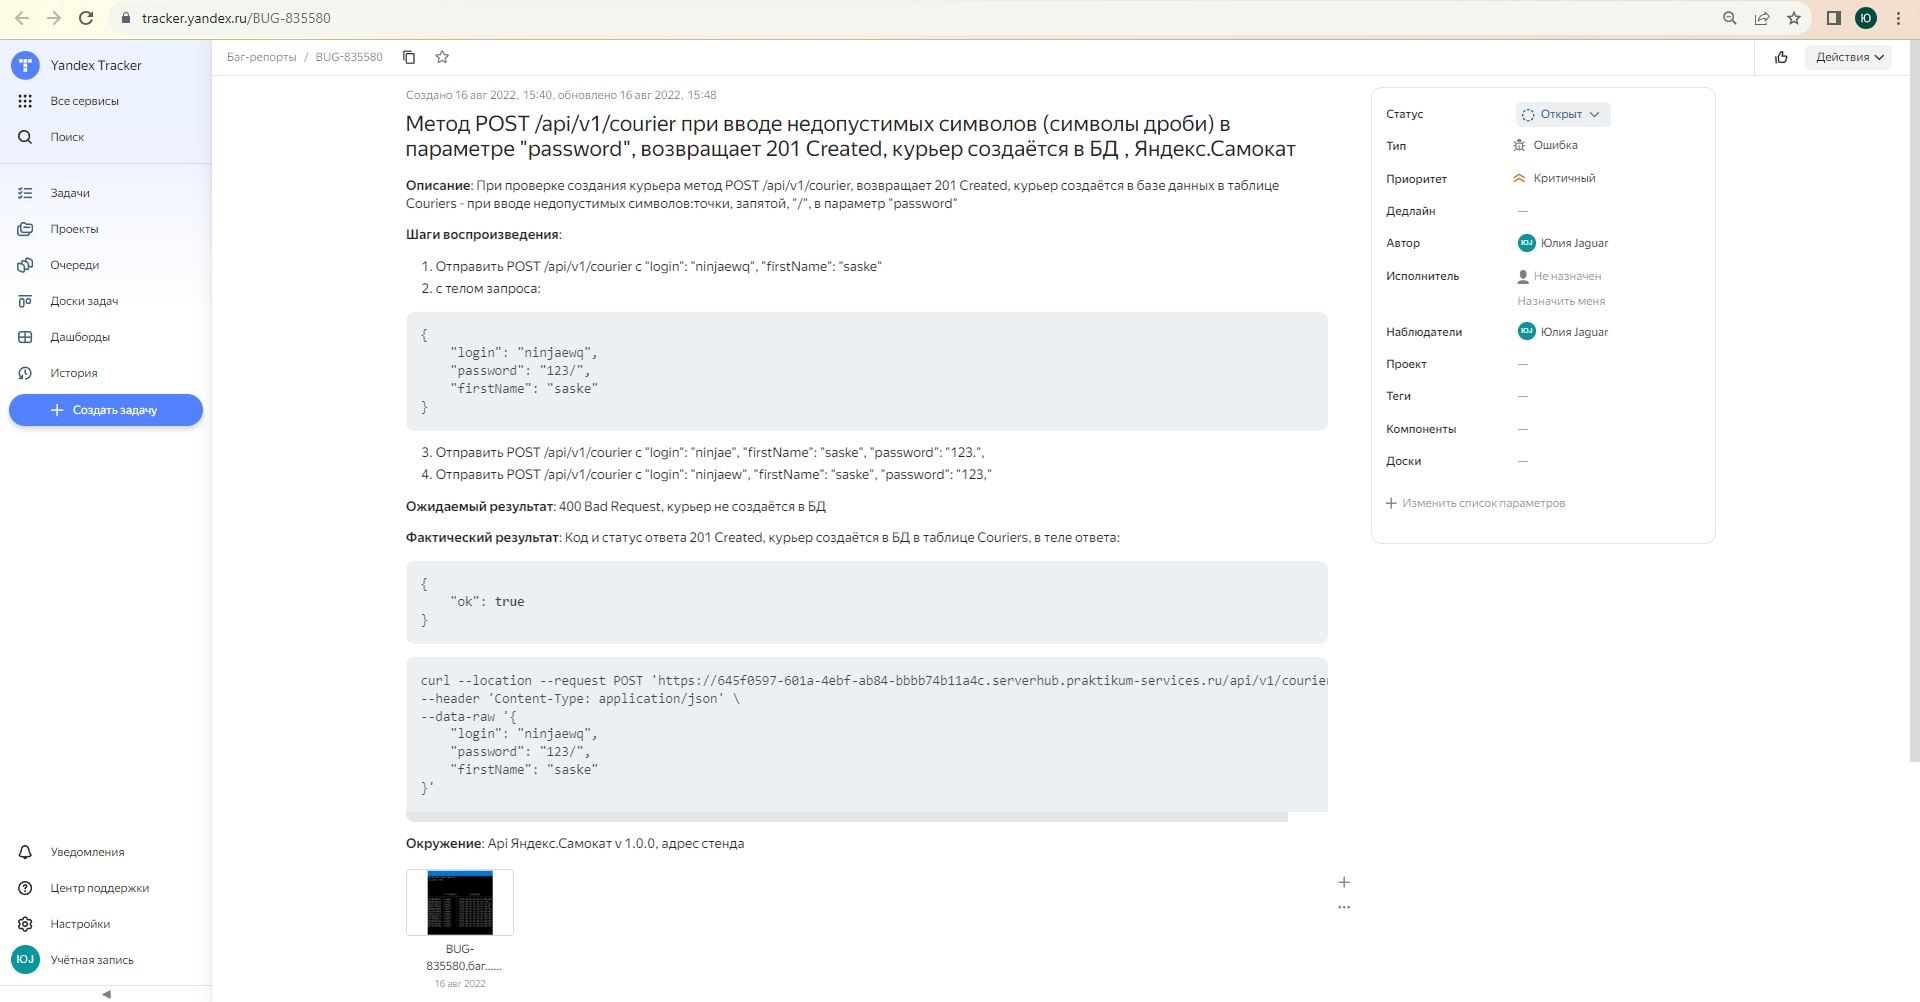 tracker.yandex.ru/BUG-835580
Ю
Yandex Tracker
Все сервисы
Поиск
Задачи
Проекты
Очереди
Доски задач
Дашборды
История
Создать задачу
Уведомления
Центр поддержки
Настройки
ЮJ Учётная запись
Баг-репорты / BUG-835580
Действия
Создано 16 авг 2022, 15:40, обновлено 16 авг 2022, 15:48
Метод POST /api/v1/courier при вводе недопустимых символов (символы дроби) в
параметре "password", возвращает 201 Created, курьер создаётся в БД , Яндекс.Самокат
Описание: При проверке создания курьера метод POST /api/v1/courier, возвращает 201 Created, курьер создаётся в базе данных в таблице
Couriers - при вводе недопустимых символов:точки, запятой, "/", в параметр "password"
Шаги воспроизведения:
1. Отправить POST /api/v1/courier с "login": "ninjaewq", "firstName": "saske"
2. с телом запроса:
{
"login": "ninjaewq",
"password": "123/",
"firstName": "saske"
}
3. Отправить POST /api/v1/courier с "login": "ninjae", "firstName": "saske", "password": "123.",
4. Отправить POST /api/v1/courier с "login": "ninjaew", "firstName": "saske", "password": "123,"
Ожидаемый результат: 400 Bad Request, курьер не создаётся в БД
Фактический результат: Код и статус ответа 201 Created, курьер создаётся в БД в таблице Couriers, в теле ответа:
{
"ok": true
}
curl --location --request POST 'https://645f0597-601a-4ebf-ab84-bbbb74b11a4c.serverhub.praktikum-services.ru/api/v1/courier
--header 'Content-Type: application/json' \
--data-raw '{
"login": "ninjaewq",
"password": "123/",
"firstName": "saske"
}'
Окружение: Api Яндекс.Самокат v 1.0.0, адрес стенда
BUG-
835580,баг......
16 авг 2022
Статус Открыт
Тип Ошибка
Приоритет Критичный
Дедлайн —
Автор ЮJ Юлия Jaguar
Исполнитель Не назначен
Назначить меня
Наблюдатели ЮJ Юлия Jaguar
Проект —
Теги —
Компоненты —
Доски —
Изменить список параметров